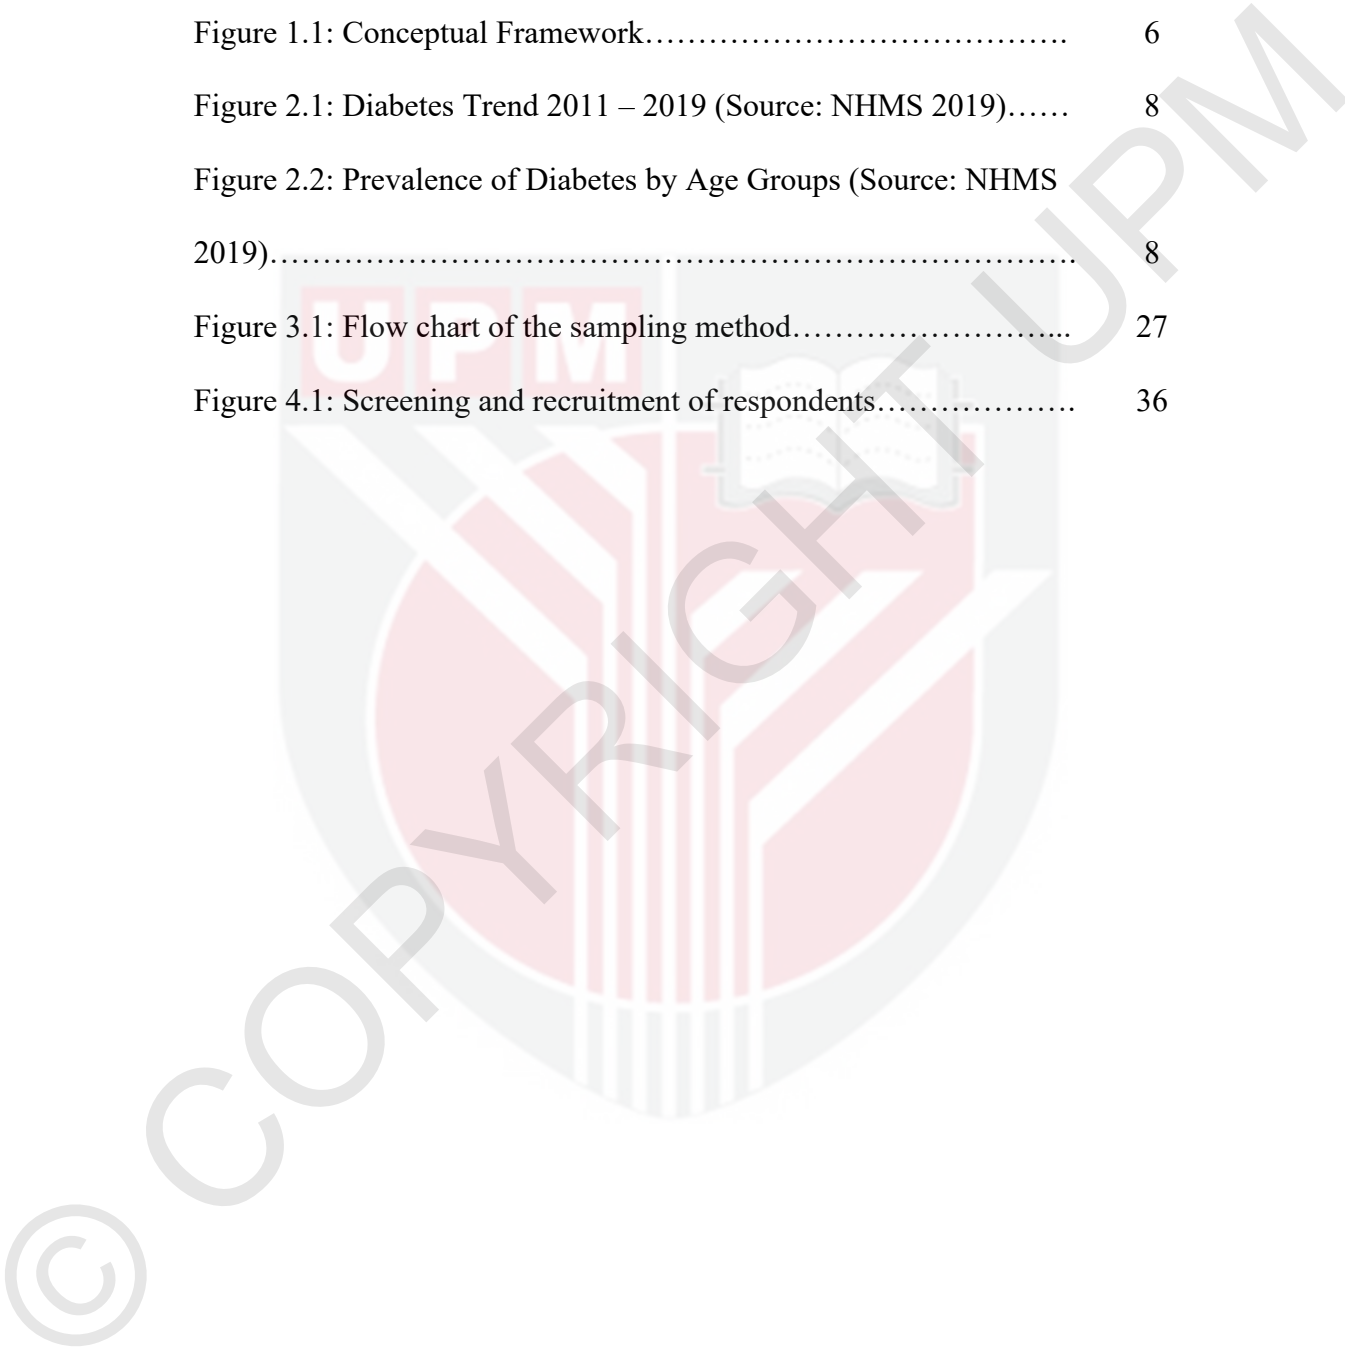 Figure 1.1: Conceptual Framework…………………………………. 6
Figure 2.1: Diabetes Trend 2011 – 2019 (Source: NHMS 2019)…… 8
Figure 2.2: Prevalence of Diabetes by Age Groups (Source: NHMS
2019)…………………………………………………………………. 8
Figure 3.1: Flow chart of the sampling method…………………….... 27
Figure 4.1: Screening and recruitment of respondents………………. 36
UPM
© COPYRIGHT UPM